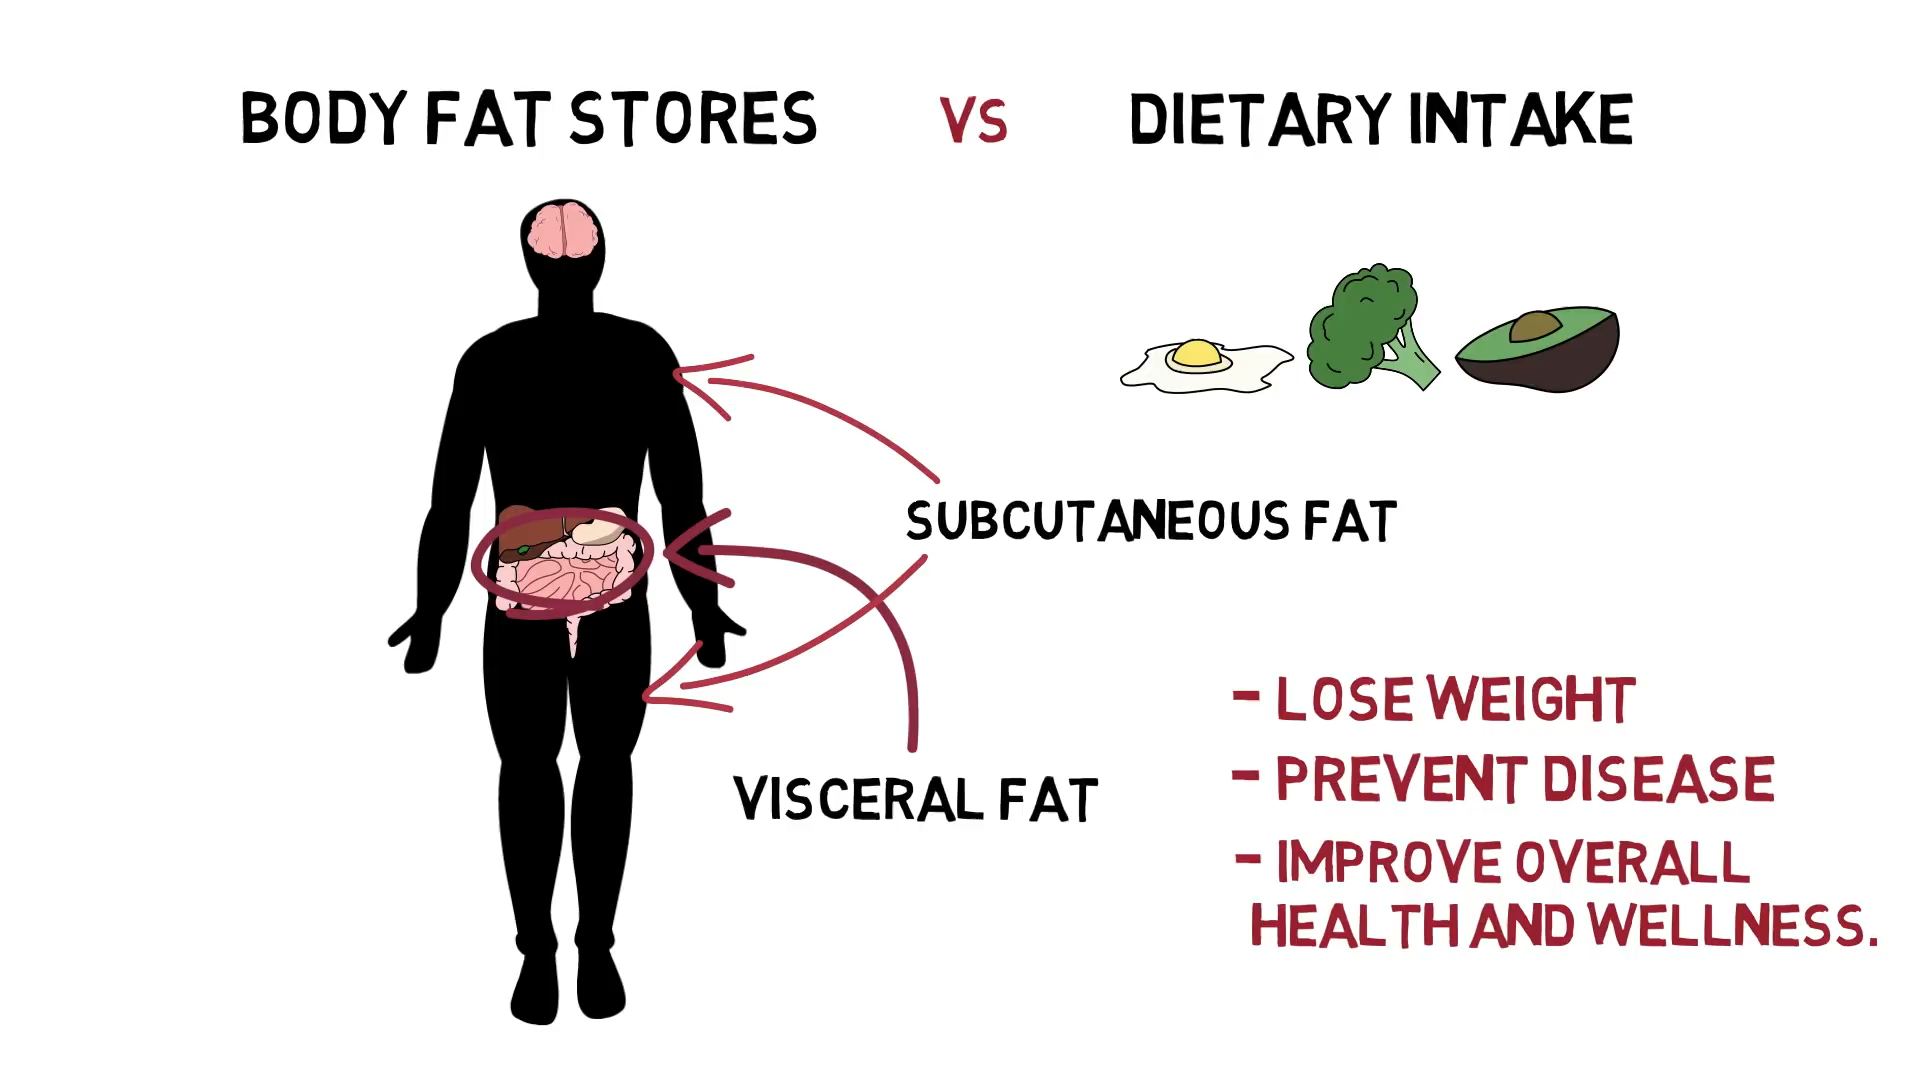 BODY FAT STORES VS DIETARY INTAKE
SUBCUTANEOUS FAT
VISCERAL FAT
- LOSE WEIGHT
- PREVENT DISEASE
- IMPROVE OVERALL
HEALTH AND WELLNESS.